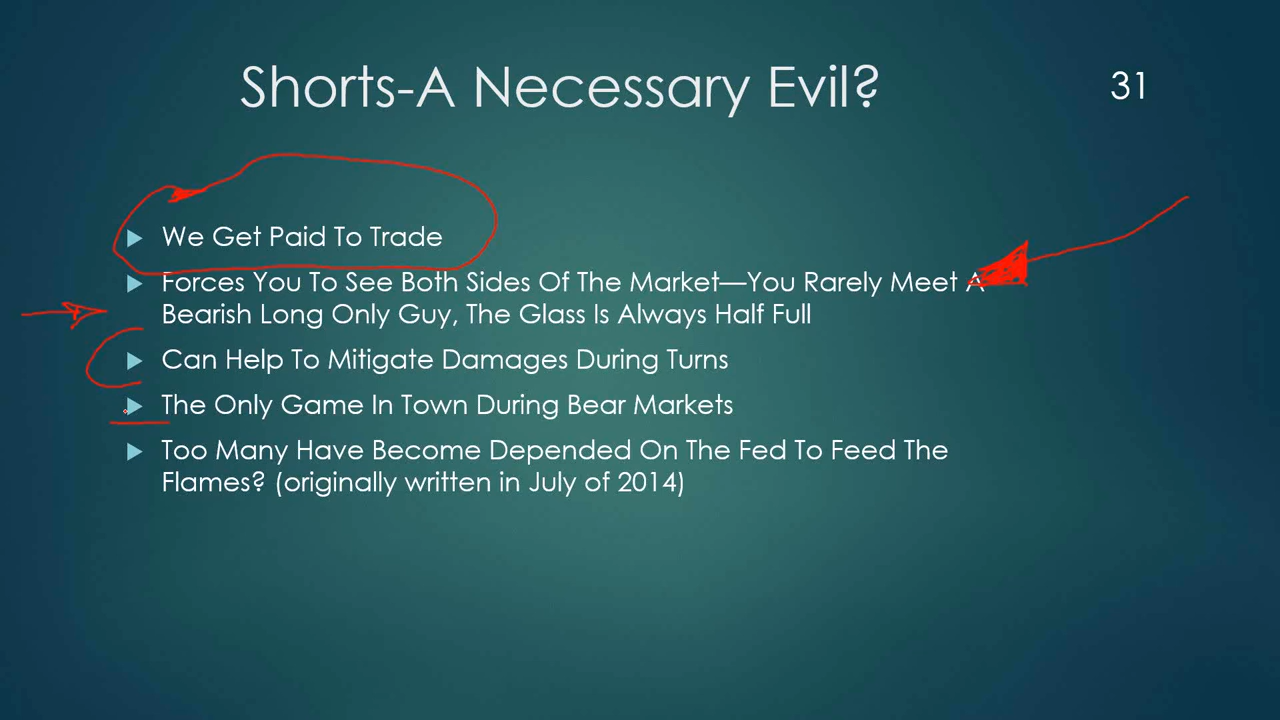 Shorts-A Necessary Evil?
31
We Get Paid To Trade
Forces You To See Both Sides Of The Market—You Rarely Meet A
Bearish Long Only Guy, The Glass Is Always Half Full
Can Help To Mitigate Damages During Turns
The Only Game In Town During Bear Markets
Too Many Have Become Depended On The Fed To Feed The
Flames? (originally written in July of 2014)